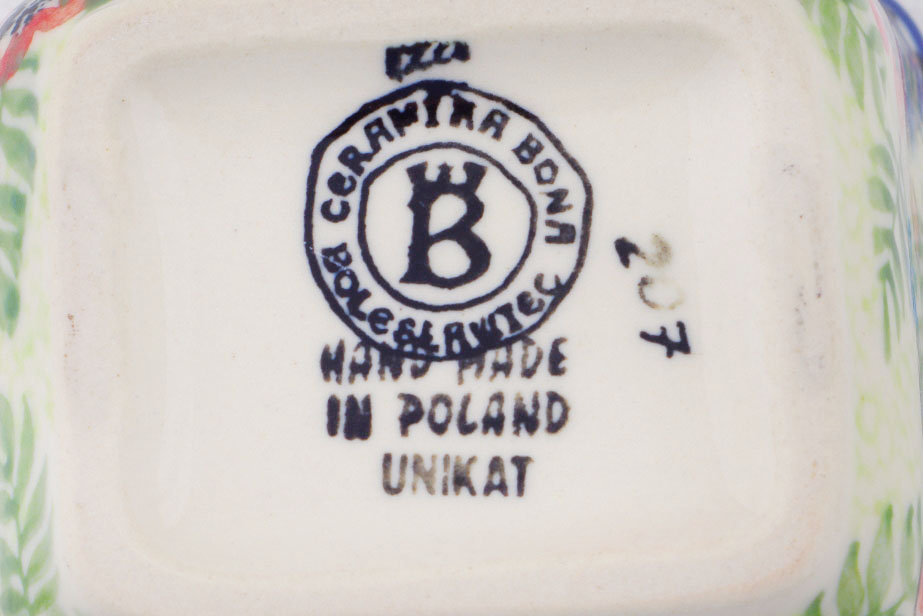 CERAMIKA BONA
BOLESŁAWIEC
B
207
HAND MADE
IN POLAND
UNIKAT